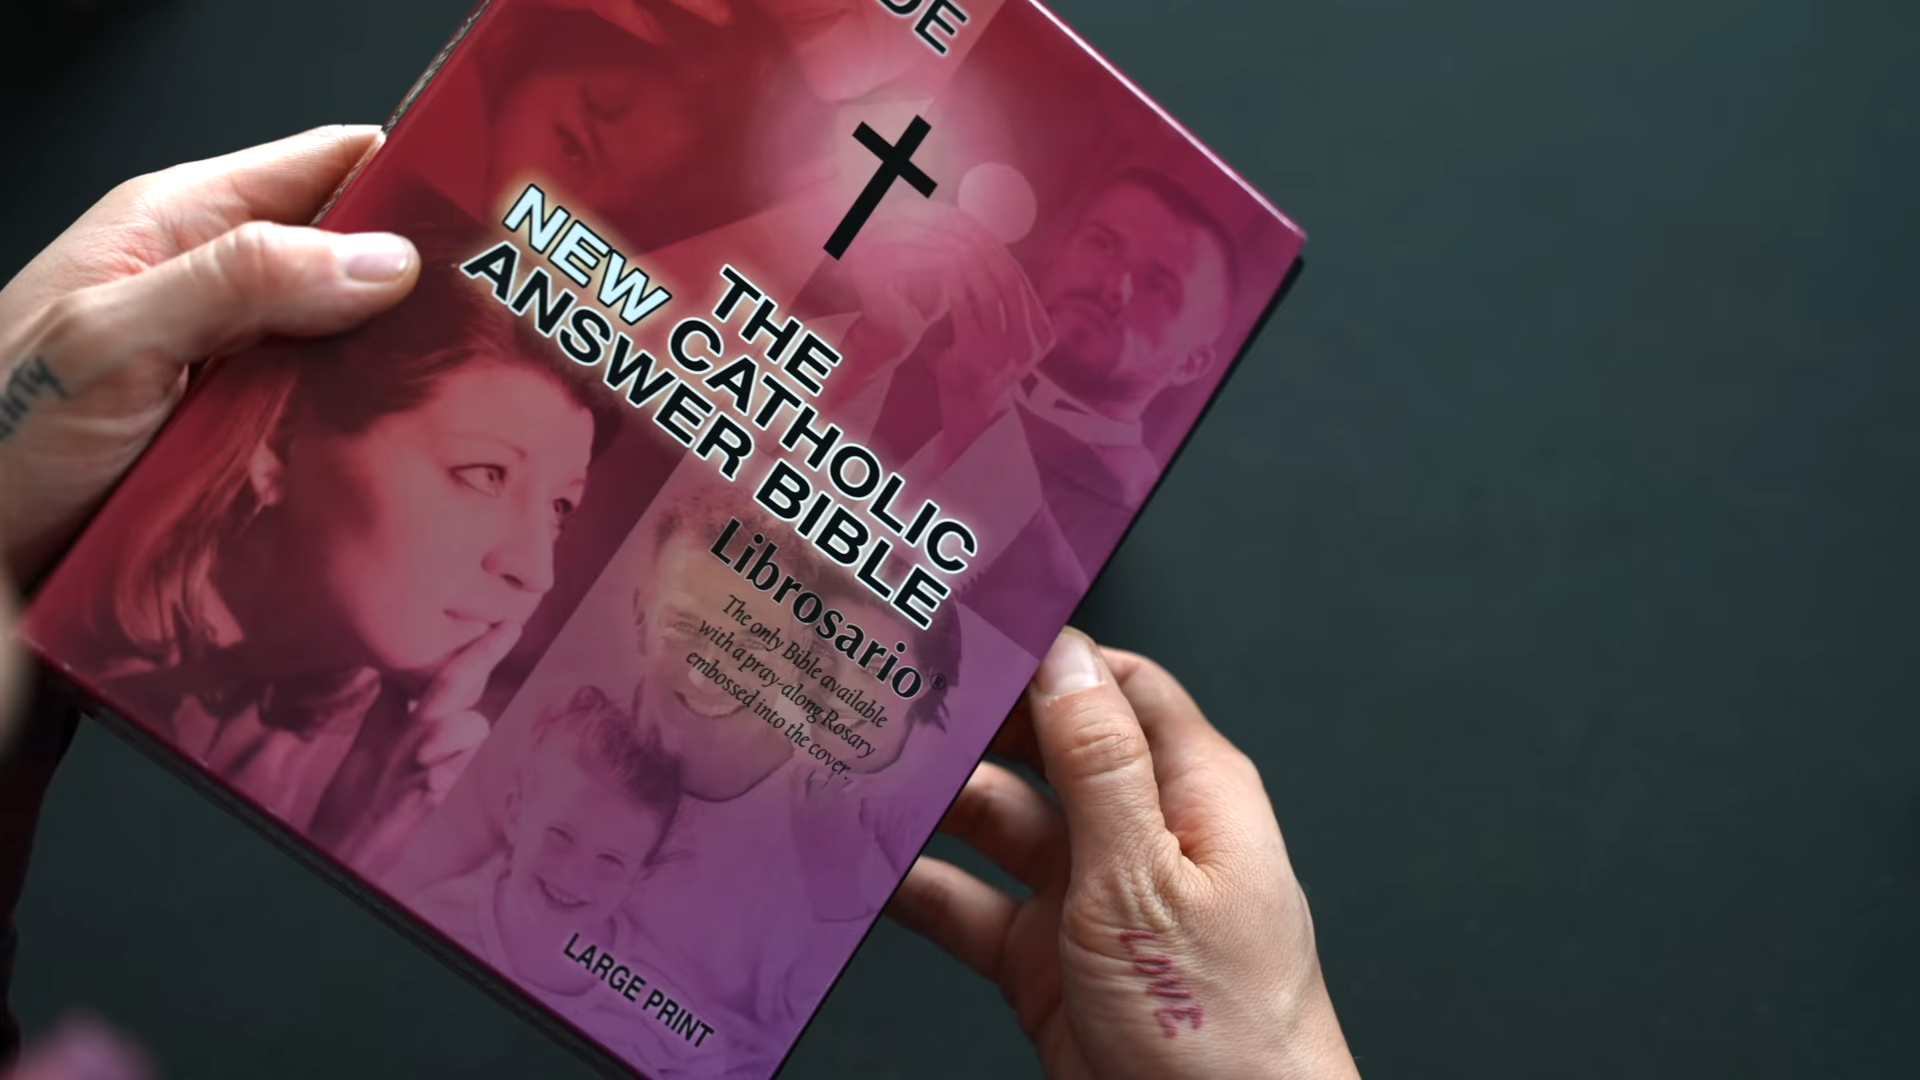 DE
THE
NEW CATHOLIC
ANSWER BIBLE
Librosario®
The only Bible available
with a pray-along Rosary
embossed into the cover.
LARGE PRINT
LOVE